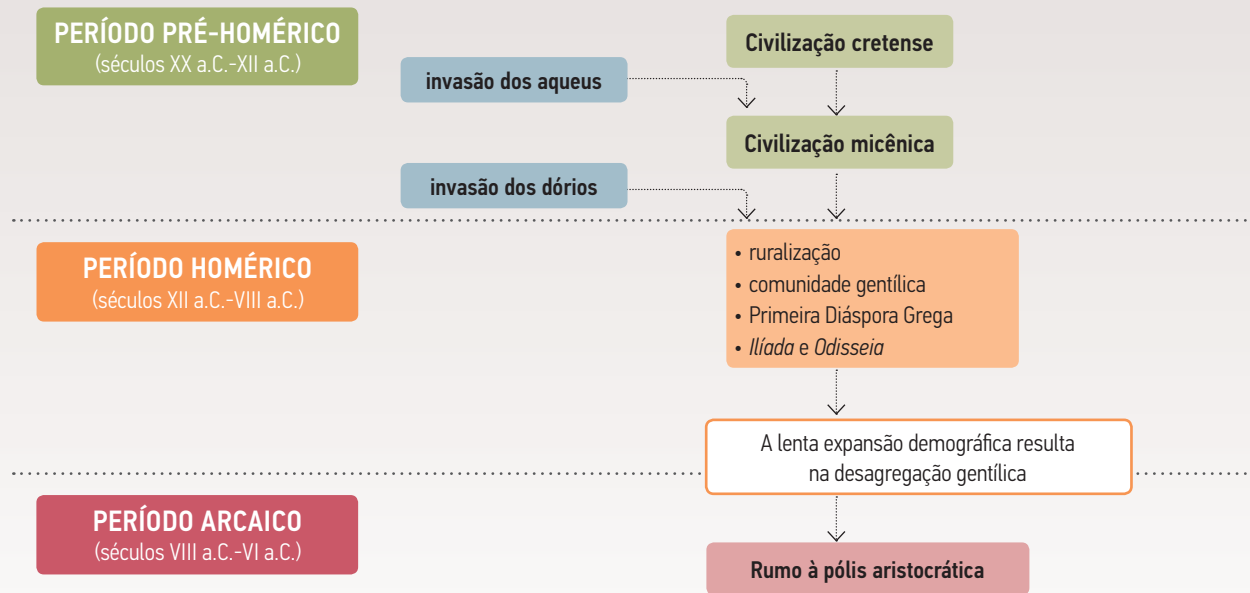 PERÍODO PRÉ-HOMÉRICO
(séculos XX a.C.-XII a.C.)
Civilização cretense
invasão dos aqueus
Civilização micênica
invasão dos dórios
PERÍODO HOMÉRICO
(séculos XII a.C.-VIII a.C.)
• ruralização
• comunidade gentílica
• Primeira Diáspora Grega
• Ilíada e Odisseia
A lenta expansão demográfica resulta
na desagregação gentílica
PERÍODO ARCAICO
(séculos VIII a.C.-VI a.C.)
Rumo à pólis aristocrática